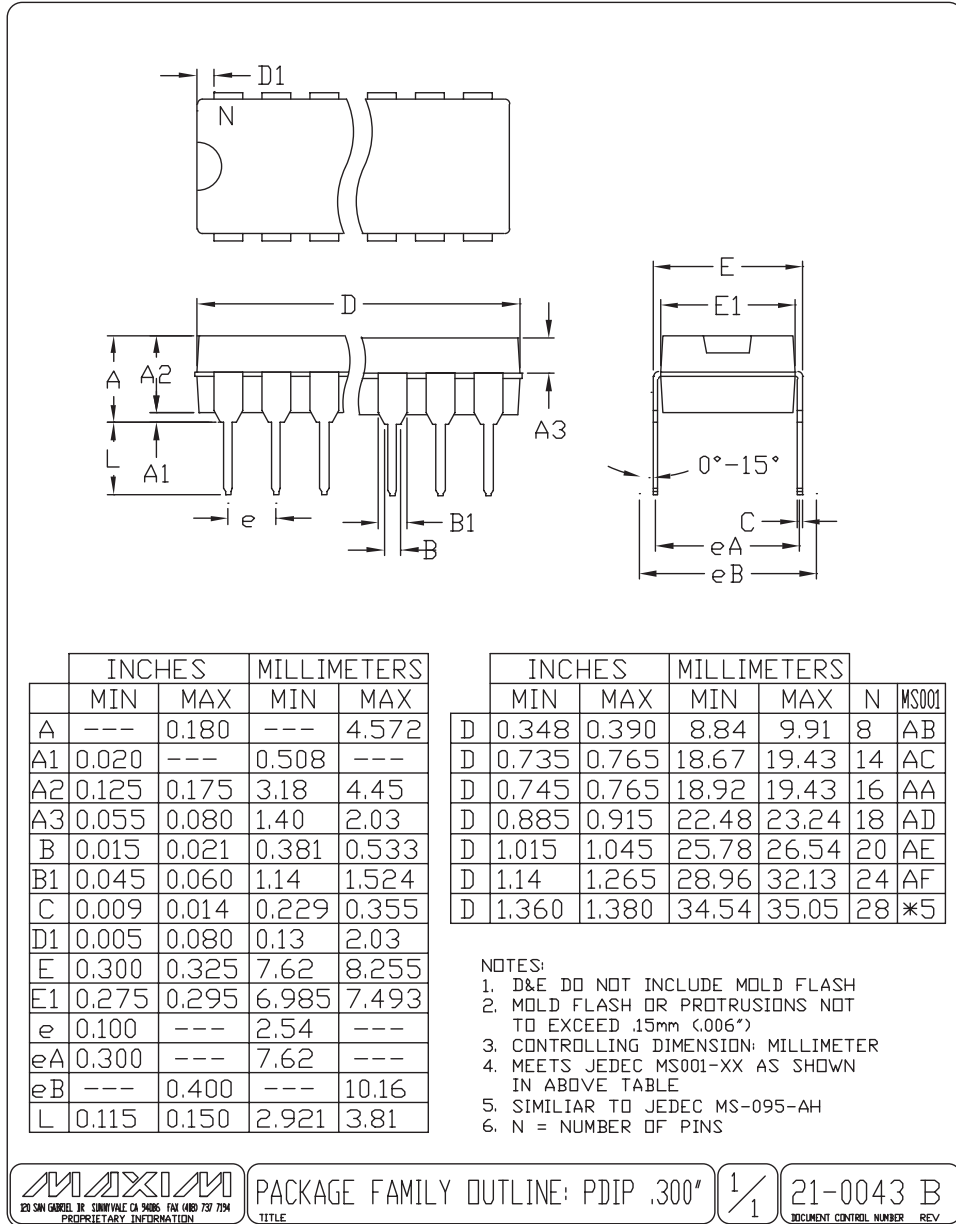 D1
N
D
E
E1
A
A2
A3
L
A1
0°-15°
e
B1
B
C
eA
eB
INCHES MILLIMETERS
MIN MAX MIN MAX
A --- 0.180 --- 4.572
A1 0.020 --- 0.508 ---
A2 0.125 0.175 3.18 4.45
A3 0.055 0.080 1.40 2.03
B 0.015 0.021 0.381 0.533
B1 0.045 0.060 1.14 1.524
C 0.009 0.014 0.229 0.355
D1 0.005 0.080 0.13 2.03
E 0.300 0.325 7.62 8.255
E1 0.275 0.295 6.985 7.493
e 0.100 --- 2.54 ---
eA 0.300 --- 7.62 ---
eB --- 0.400 --- 10.16
L 0.115 0.150 2.921 3.81
INCHES MILLIMETERS
MIN MAX MIN MAX N MS001
D 0.348 0.390 8.84 9.91 8 AB
D 0.735 0.765 18.67 19.43 14 AC
D 0.745 0.765 18.92 19.43 16 AA
D 0.885 0.915 22.48 23.24 18 AD
D 1.015 1.045 25.78 26.54 20 AE
D 1.14 1.265 28.96 32.13 24 AF
D 1.360 1.380 34.54 35.05 28 *5
NOTES:
1. D&E DO NOT INCLUDE MOLD FLASH
2. MOLD FLASH OR PROTRUSIONS NOT
TO EXCEED .15mm (.006")
3. CONTROLLING DIMENSION: MILLIMETER
4. MEETS JEDEC MS001-XX AS SHOWN
IN ABOVE TABLE
5. SIMILIAR TO JEDEC MS-095-AH
6. N = NUMBER OF PINS
MAXIM
120 SAN GABRIEL DR SUNNYVALE CA 94086 FAX (408) 737 7194
PROPRIETARY INFORMATION
PACKAGE FAMILY OUTLINE: PDIP .300"
TITLE
1/1
21-0043 B
DOCUMENT CONTROL NUMBER REV